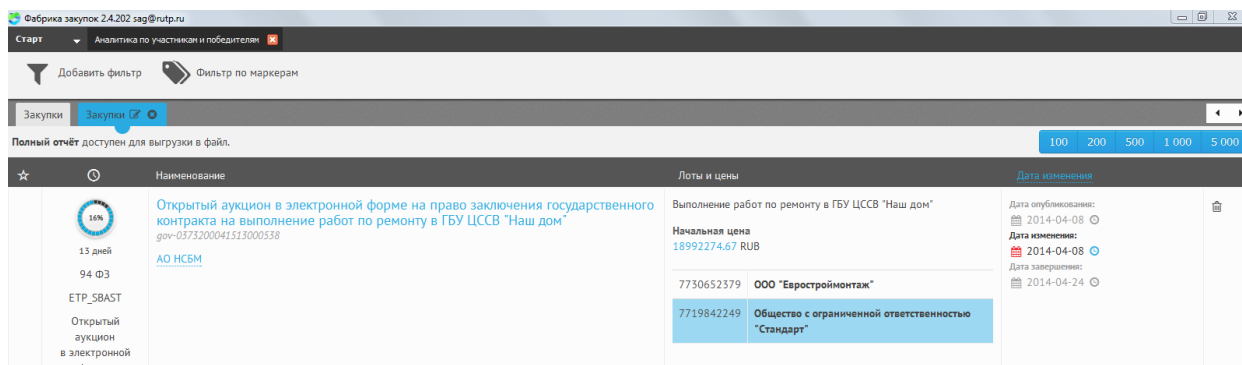 Фабрика закупок 2.4.202 sag@rutp.ru
Старт
Аналитика по участникам и победителям
Добавить фильтр
Фильтр по маркерам
Закупки
Закупки
Полный отчёт доступен для выгрузки в файл.
100 200 500 1 000 5 000
Наименование
Лоты и цены
Дата изменения
16%
13 дней
94 ФЗ
ETP_SBAST
Открытый
аукцион
в электронной
Открытый аукцион в электронной форме на право заключения государственного
контракта на выполнение работ по ремонту в ГБУ ЦССВ "Наш дом"
gov-0373200041513000538
АО НСБМ
Выполнение работ по ремонту в ГБУ ЦССВ "Наш дом"
Начальная цена
18992274.67 RUB
7730652379 ООО "Евростроймонтаж"
7719842249 Общество с ограниченной ответственностью
"Стандарт"
Дата опубликования:
2014-04-08
Дата изменения:
2014-04-08
Дата завершения:
2014-04-24